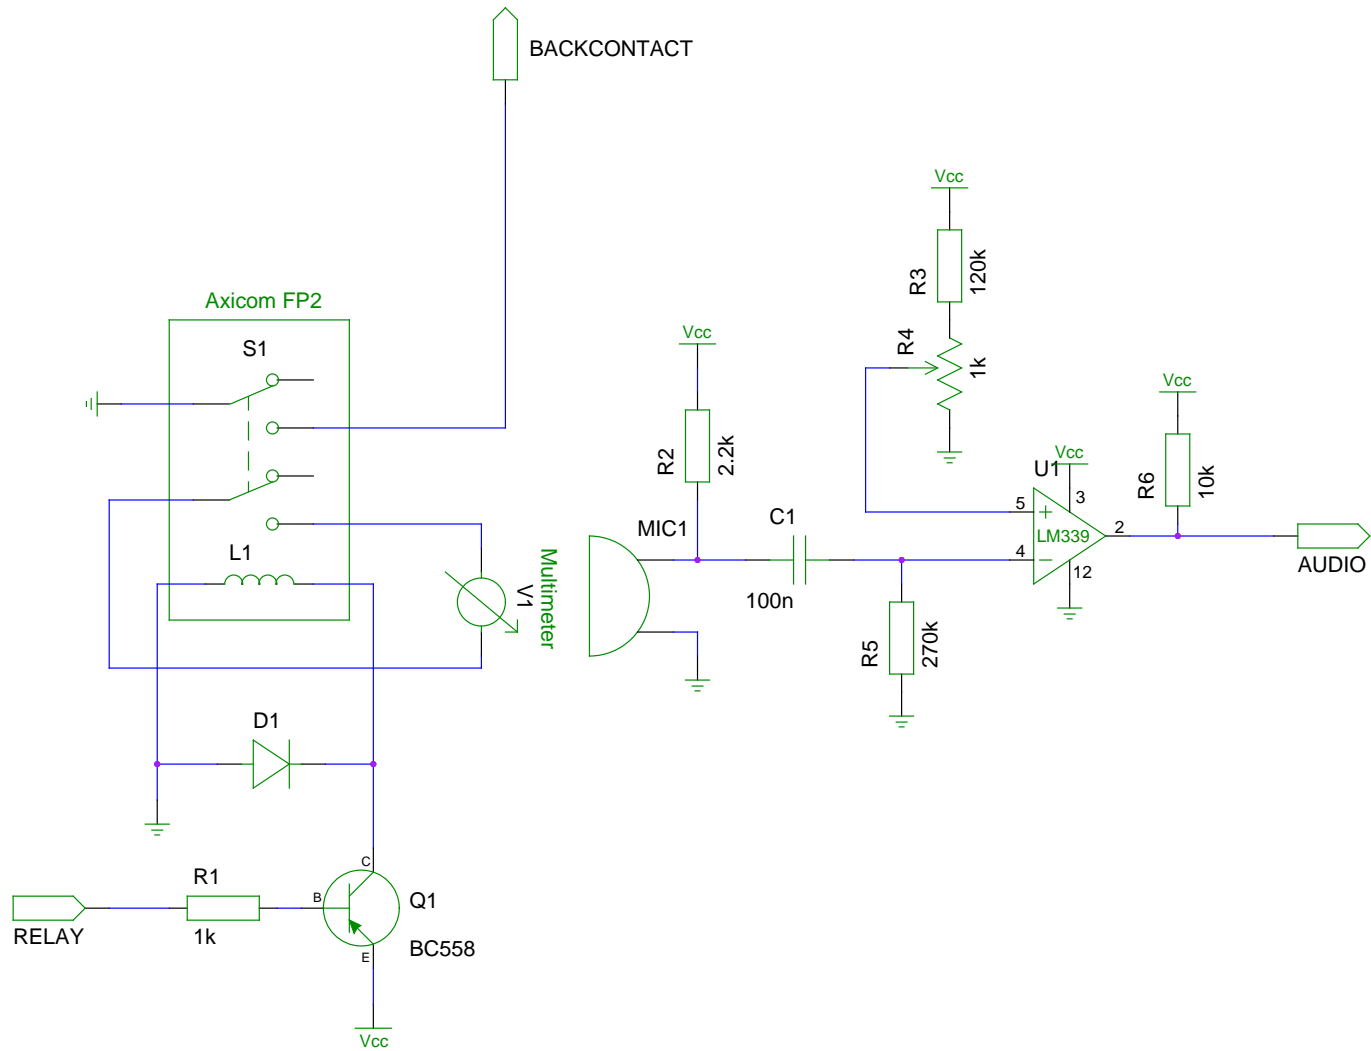 BACKCONTACT
Vcc
R3
120k
Axicom FP2
S1
Vcc
R4
1k
Vcc
R2
2.2k
Vcc
U1
R6
10k
3
5
MIC1
C1
LM339
2
4
AUDIO
12
L1
100n
V1
Multimeter
R5
270k
D1
C
R1
B
Q1
RELAY
1k
BC558
E
Vcc